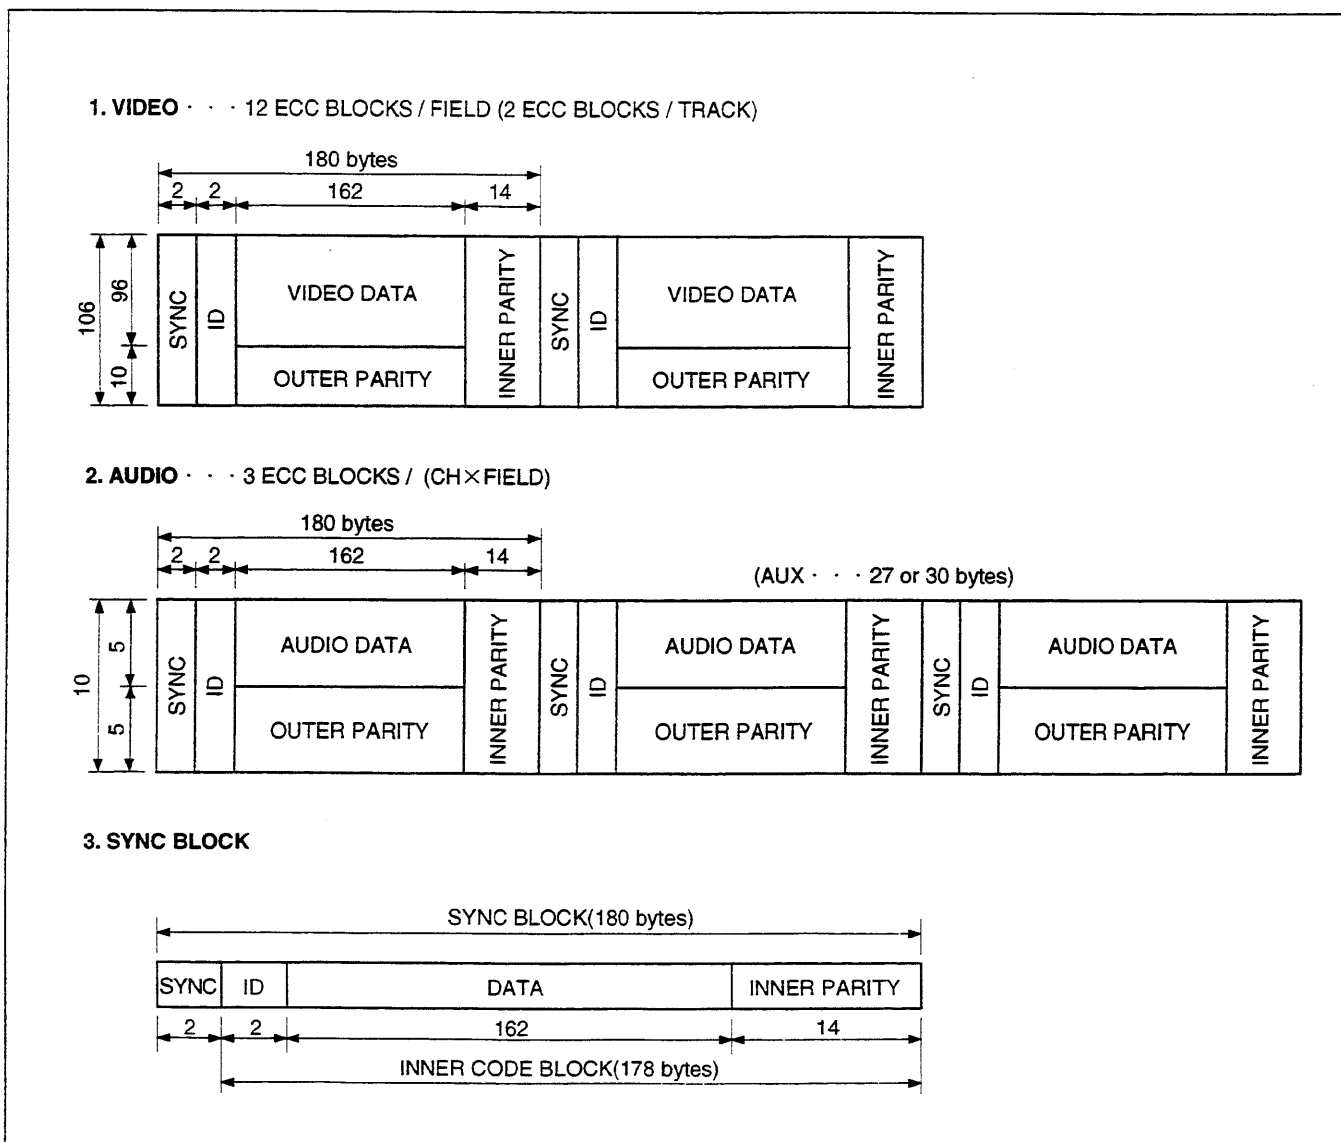 1. VIDEO · · · 12 ECC BLOCKS / FIELD (2 ECC BLOCKS / TRACK)
180 bytes
2 2 162 14
106 96 10
SYNC ID VIDEO DATA INNER PARITY SYNC ID VIDEO DATA INNER PARITY
OUTER PARITY OUTER PARITY
2. AUDIO · · · 3 ECC BLOCKS / (CH×FIELD)
180 bytes
2 2 162 14
(AUX · · · 27 or 30 bytes)
10 5 5
SYNC ID AUDIO DATA INNER PARITY SYNC ID AUDIO DATA INNER PARITY SYNC ID AUDIO DATA INNER PARITY
OUTER PARITY OUTER PARITY OUTER PARITY
3. SYNC BLOCK
SYNC BLOCK(180 bytes)
SYNC ID DATA INNER PARITY
2 2 162 14
INNER CODE BLOCK(178 bytes)